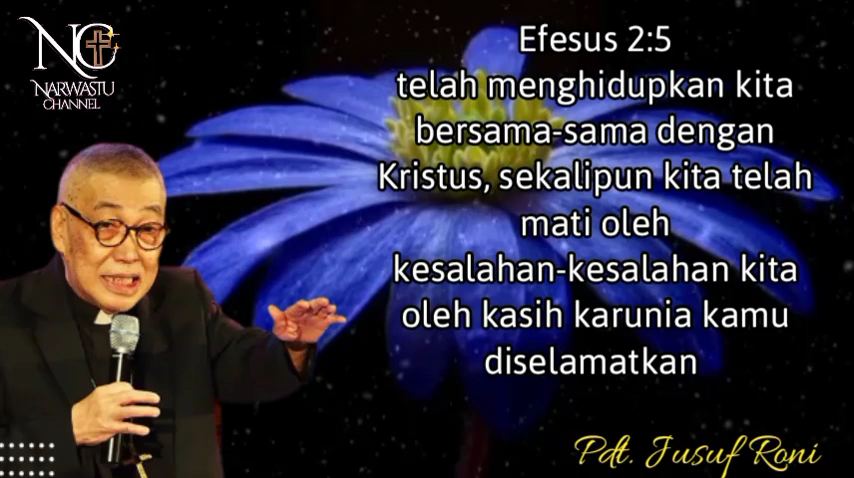 NC
NARWASTU
CHANNEL
Efesus 2:5
telah menghidupkan kita
bersama-sama dengan
Kristus, sekalipun kita telah
mati oleh
kesalahan-kesalahan kita
oleh kasih karunia kamu
diselamatkan
Pdt. Jusuf Roni